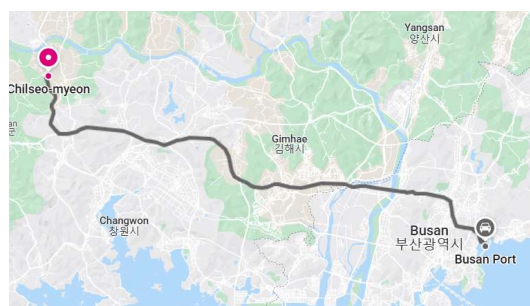 Yangsan
양산시
Chilseo-myeon
Gimhae
김해시
Changwon
창원시
Busan
부산광역시
Busan Port